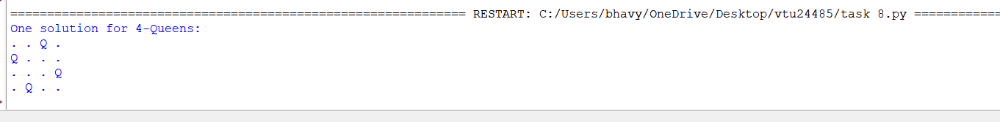 ============================================================== RESTART: C:/Users/bhavy/OneDrive/Desktop/vtu24485/task 8.py ============
One solution for 4-Queens:
. . Q .
Q . . .
. . . Q
. Q . .
>